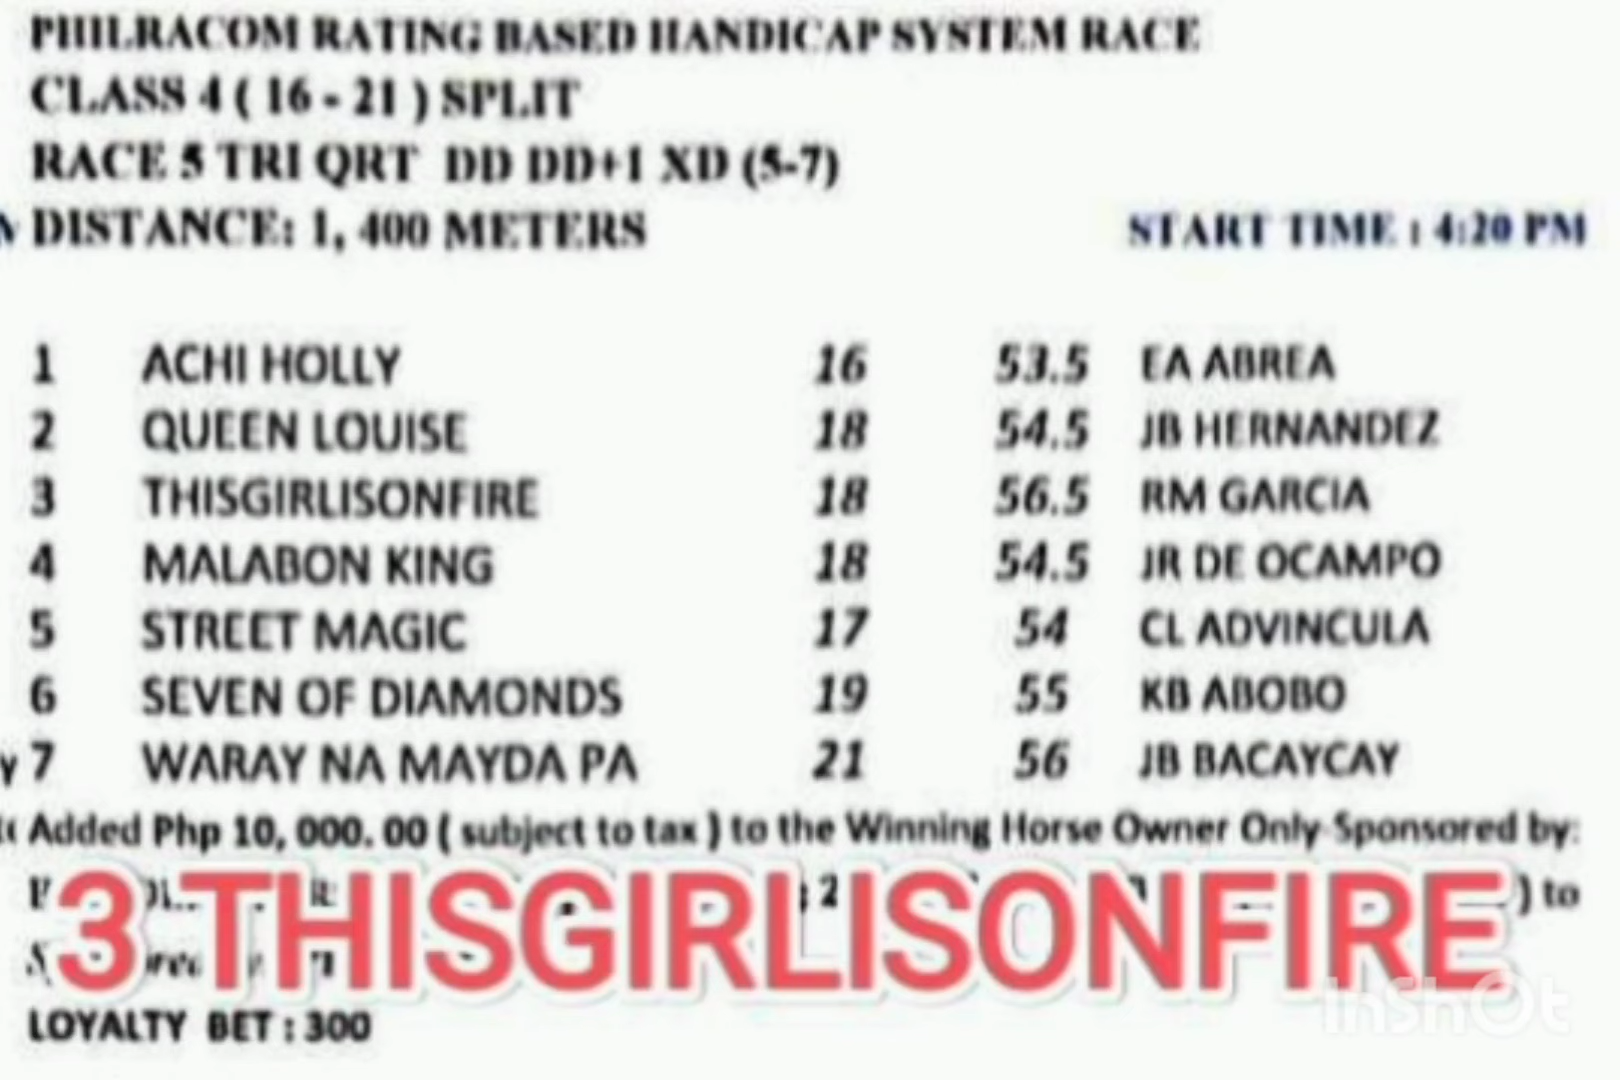 PHILRACOM RATING BASED HANDICAP SYSTEM RACE
CLASS 4 ( 16 - 21 ) SPLIT
RACE 5 TRI QRT DD DD+1 XD (5-7)
DISTANCE: 1, 400 METERS START TIME : 4:20 PM
1 ACHI HOLLY 16 53.5 EA ABREA
2 QUEEN LOUISE 18 54.5 JB HERNANDEZ
3 THISGIRLISONFIRE 18 56.5 RM GARCIA
4 MALABON KING 18 54.5 JR DE OCAMPO
5 STREET MAGIC 17 54 CL ADVINCULA
6 SEVEN OF DIAMONDS 19 55 KB ABOBO
7 WARAY NA MAYDA PA 21 56 JB BACAYCAY
Added Php 10, 000. 00 ( subject to tax ) to the Winning Horse Owner Only-Sponsored by:
) to
3 THISGIRLISONFIRE
InShOt
LOYALTY BET : 300